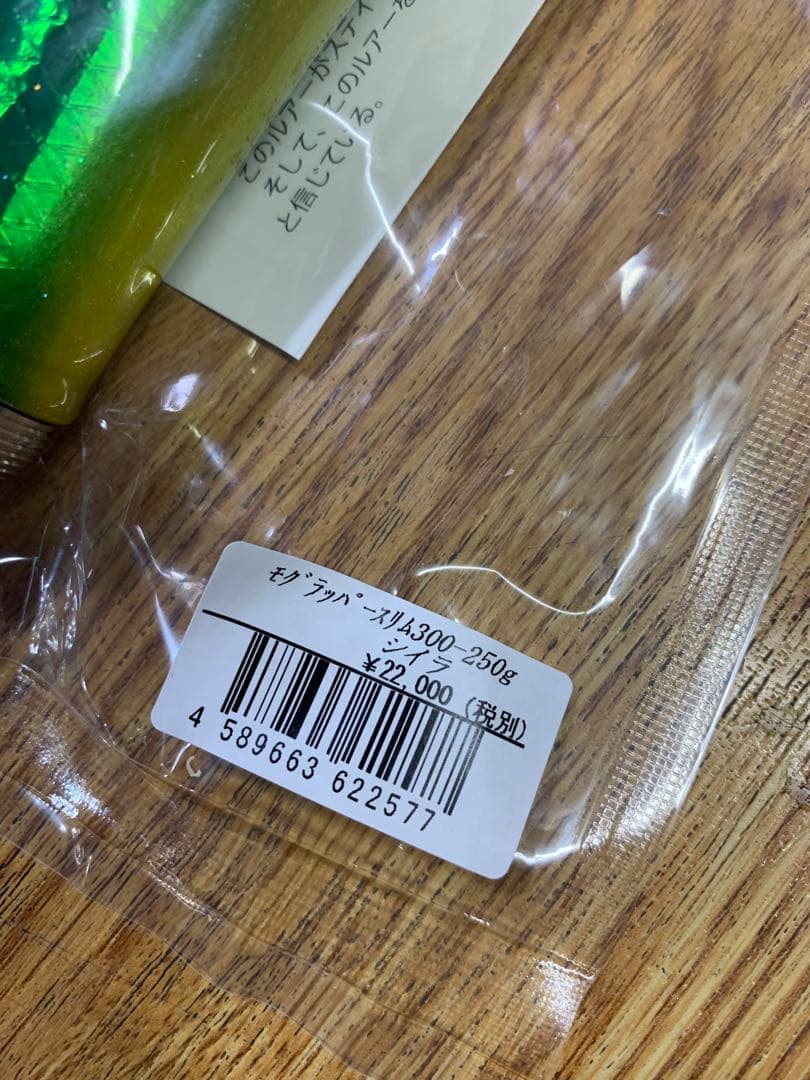 このルアーがステイ
そして、このルアーを
と信じている。
ﾓｸﾞﾗｯﾊﾟｰｽﾘﾑ300-250g
シイラ
¥22,000 (税別)
4 589663 622577